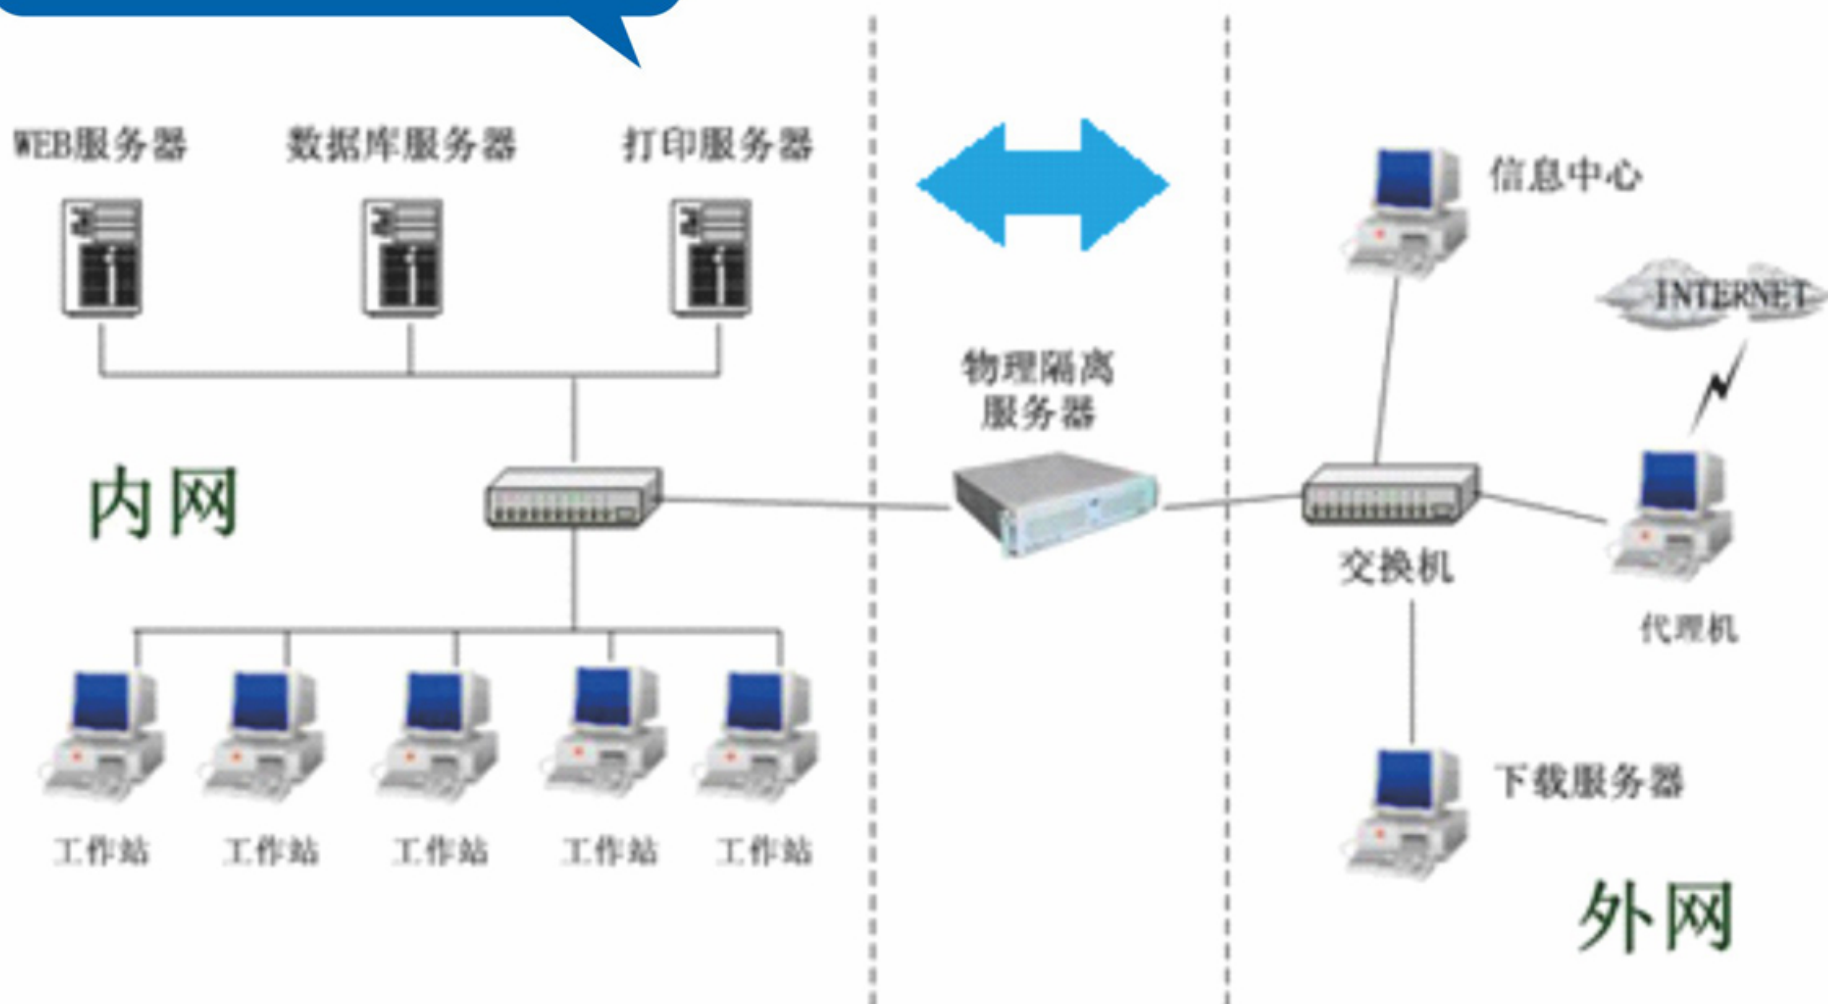 WEB服务器
数据库服务器
打印服务器
信息中心
INTERNET
物理隔离
服务器
内网
交换机
代理机
下载服务器
工作站
工作站
工作站
工作站
工作站
外网